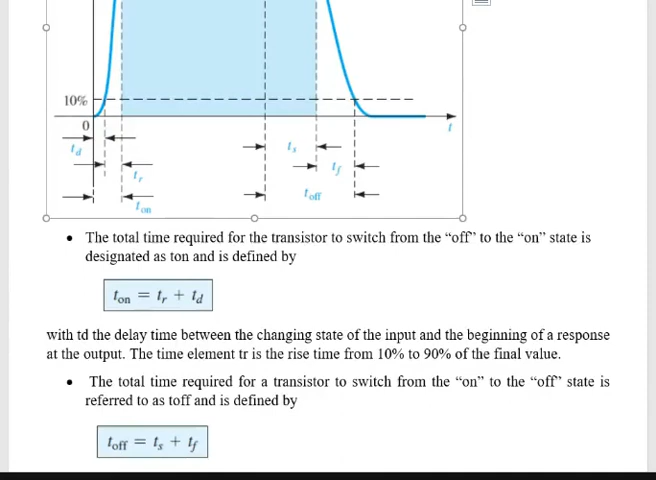 10%
0
t
td
ts
tr
tf
ton
toff
• The total time required for the transistor to switch from the “off” to the “on” state is
designated as ton and is defined by
ton = tr + td
with td the delay time between the changing state of the input and the beginning of a response
at the output. The time element tr is the rise time from 10% to 90% of the final value.
• The total time required for a transistor to switch from the “on” to the “off” state is
referred to as toff and is defined by
toff = ts + tf